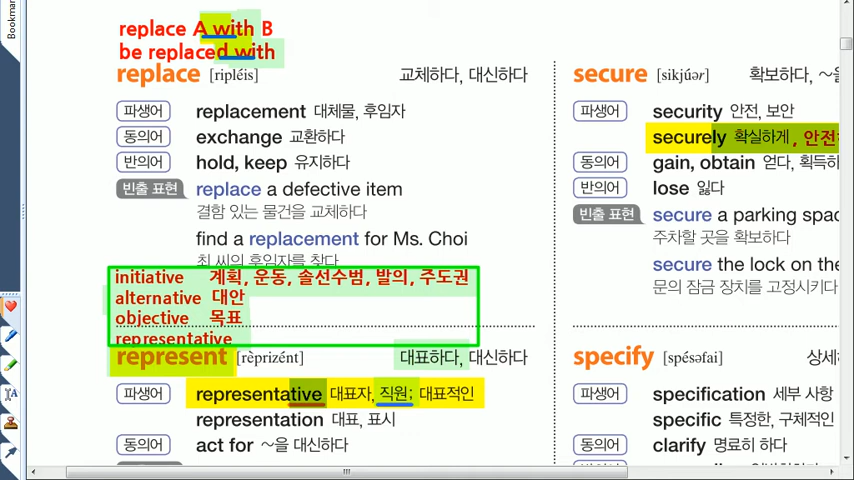 Bookmar
replace A with B
be replaced with
replace [ripléis] 교체하다, 대신하다
파생어 replacement 대체물, 후임자
동의어 exchange 교환하다
반의어 hold, keep 유지하다
빈출 표현 replace a defective item
결함 있는 물건을 교체하다
find a replacement for Ms. Choi
최 씨의 후임자를 찾다
initiative 계획, 운동, 솔선수범, 발의, 주도권
alternative 대안
objective 목표
representative
represent [rèprizént] 대표하다, 대신하다
파생어 representative 대표자, 직원; 대표적인
representation 대표, 표시
동의어 act for ~을 대신하다
secure [sikjúər] 확보하다, ~을
파생어 security 안전, 보안
securely 확실하게, 안전
동의어 gain, obtain 얻다, 획득
반의어 lose 잃다
빈출 표현 secure a parking spac
주차할 곳을 확보하다
secure the lock on the
문의 잠금 장치를 고정시키다
specify [spésəfai] 상세
파생어 specification 세부 사항
specific 특정한, 구체적인
동의어 clarify 명료히 하다